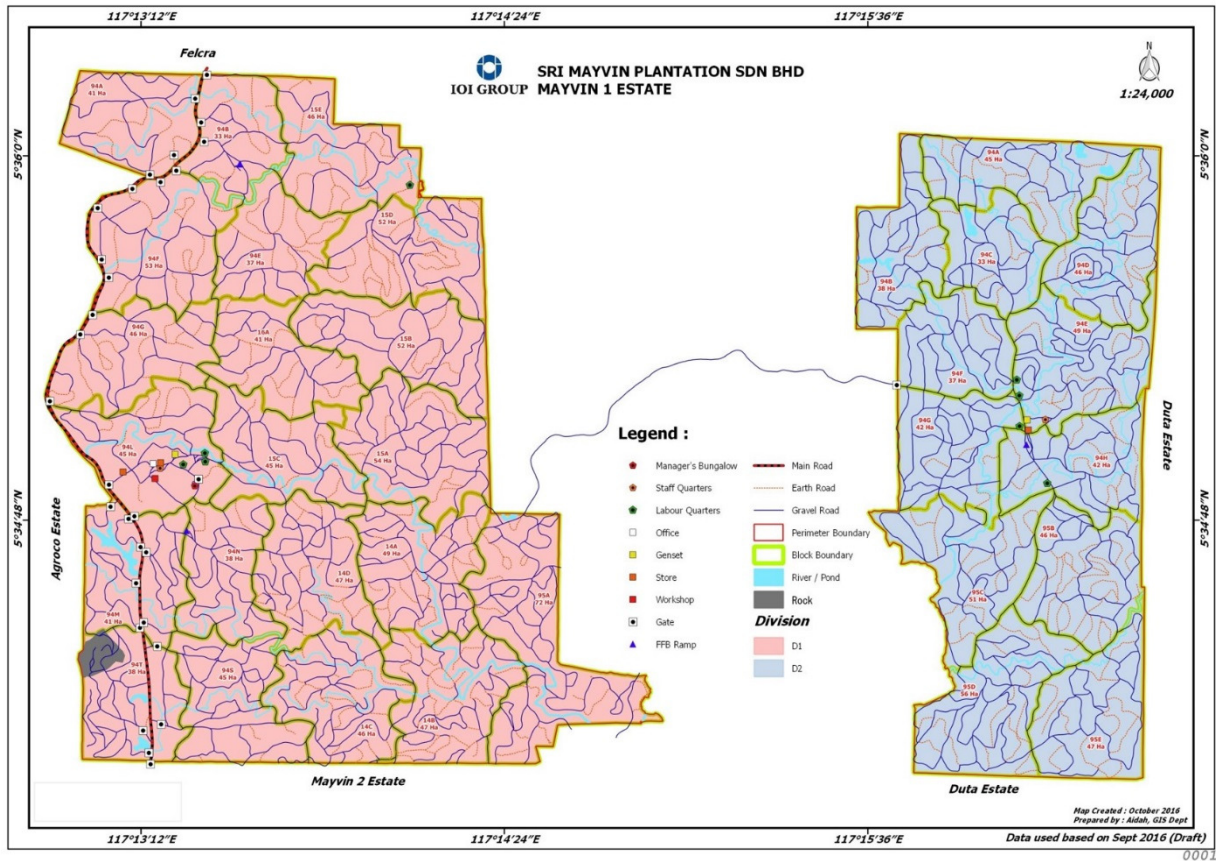 117°13'12"E
117°14'24"E
117°15'36"E
Felcra
IOI GROUP
SRI MAYVIN PLANTATION SDN BHD
MAYVIN 1 ESTATE
N
1:24,000
5°36'0"N
5°36'0"N
94A
41 Ha
94B
33 Ha
15E
46 Ha
15D
52 Ha
94F
53 Ha
94E
37 Ha
94G
46 Ha
16A
41 Ha
15B
52 Ha
94L
45 Ha
15C
45 Ha
15A
54 Ha
94N
38 Ha
14A
49 Ha
14D
47 Ha
95A
72 Ha
94M
41 Ha
94T
38 Ha
94S
45 Ha
14C
46 Ha
14B
47 Ha
94A
45 Ha
94C
33 Ha
94D
46 Ha
94B
38 Ha
94E
49 Ha
94F
37 Ha
94G
42 Ha
94H
42 Ha
95B
46 Ha
95C
51 Ha
95D
56 Ha
95E
47 Ha
Legend :
Manager's Bungalow
Staff Quarters
Labour Quarters
Office
Genset
Store
Workshop
Gate
FFB Ramp
Main Road
Earth Road
Gravel Road
Perimeter Boundary
Block Boundary
River / Pond
Rock
Division
D1
D2
Duta Estate
Agroco Estate
5°34'48"N
5°34'48"N
Mayvin 2 Estate
Duta Estate
Map Created : October 2016
Prepared by : Aidah, GIS Dept
117°13'12"E
117°14'24"E
117°15'36"E
Data used based on Sept 2016 (Draft)
0001